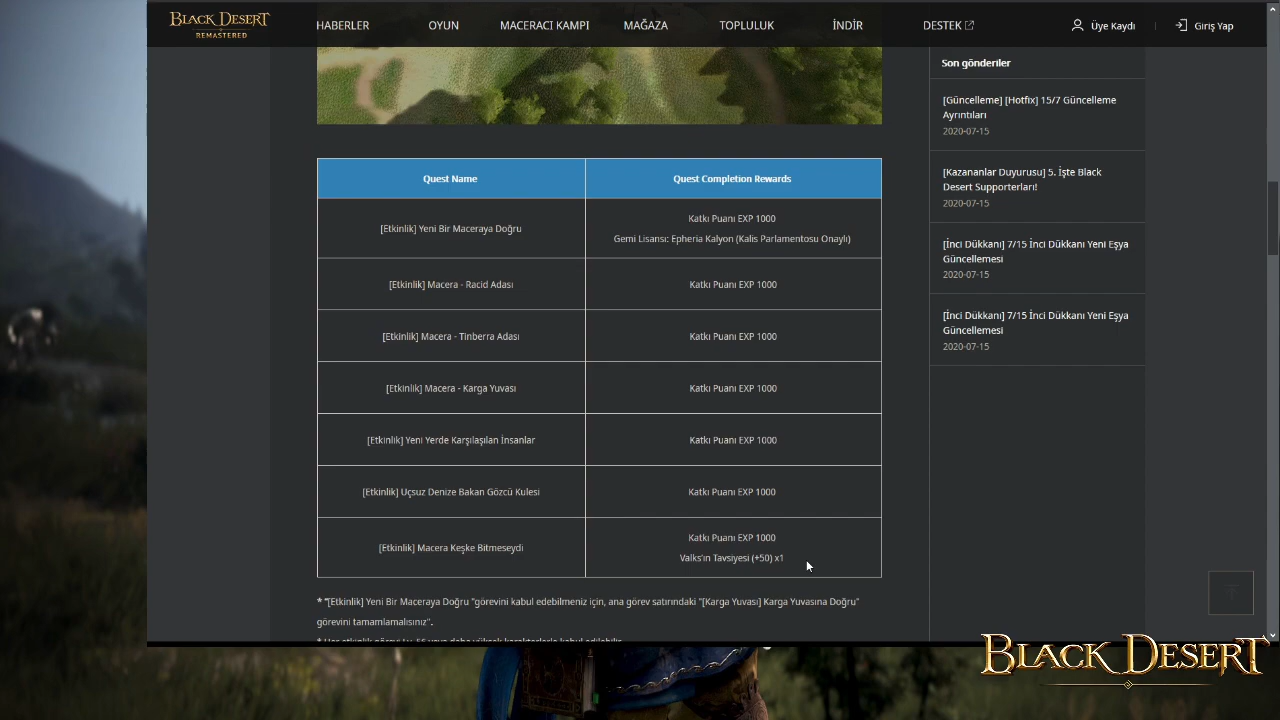 BLACK DESERT
REMASTERED
HABERLER
OYUN
MACERACI KAMPI
MAĞAZA
TOPLULUK
İNDİR
DESTEK
Üye Kaydı
Giriş Yap
Son gönderiler
[Güncelleme] [Hotfix] 15/7 Güncelleme
Ayrıntıları
2020-07-15
[Kazananlar Duyurusu] 5. İşte Black
Desert Supporterları!
2020-07-15
[İnci Dükkanı] 7/15 İnci Dükkanı Yeni Eşya
Güncellemesi
2020-07-15
[İnci Dükkanı] 7/15 İnci Dükkanı Yeni Eşya
Güncellemesi
2020-07-15
Quest Name
Quest Completion Rewards
[Etkinlik] Yeni Bir Maceraya Doğru
Katkı Puanı EXP 1000
Gemi Lisansı: Epheria Kalyon (Kalis Parlamentosu Onaylı)
[Etkinlik] Macera - Racid Adası
Katkı Puanı EXP 1000
[Etkinlik] Macera - Tinberra Adası
Katkı Puanı EXP 1000
[Etkinlik] Macera - Karga Yuvası
Katkı Puanı EXP 1000
[Etkinlik] Yeni Yerde Karşılaşılan İnsanlar
Katkı Puanı EXP 1000
[Etkinlik] Uçsuz Denize Bakan Gözcü Kulesi
Katkı Puanı EXP 1000
[Etkinlik] Macera Keşke Bitmeseydi
Katkı Puanı EXP 1000
Valks'ın Tavsiyesi (+50) x1
* "[Etkinlik] Yeni Bir Maceraya Doğru "görevini kabul edebilmeniz için, ana görev satırındaki "[Karga Yuvası] Karga Yuvasına Doğru"
görevini tamamlamalısınız".
BLACK DESERT